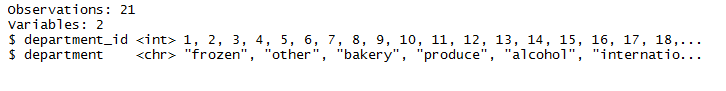 Observations: 21
Variables: 2
$ department_id <int> 1, 2, 3, 4, 5, 6, 7, 8, 9, 10, 11, 12, 13, 14, 15, 16, 17, 18,...
$ department    <chr> "frozen", "other", "bakery", "produce", "alcohol", "internatio...